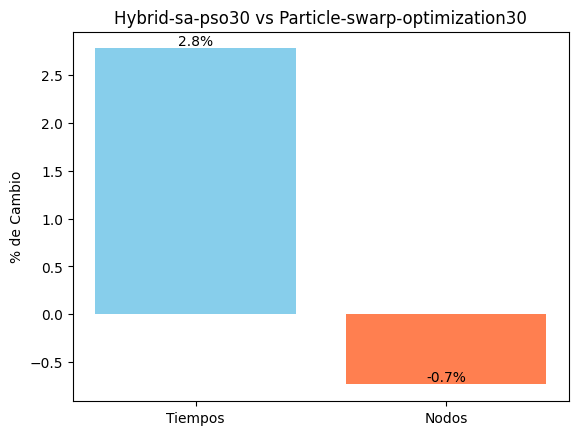 Hybrid-sa-pso30 vs Particle-swarp-optimization30
2.8%
2.5
2.0
1.5
1.0
0.5
0.0
−0.5
% de Cambio
-0.7%
Tiempos
Nodos